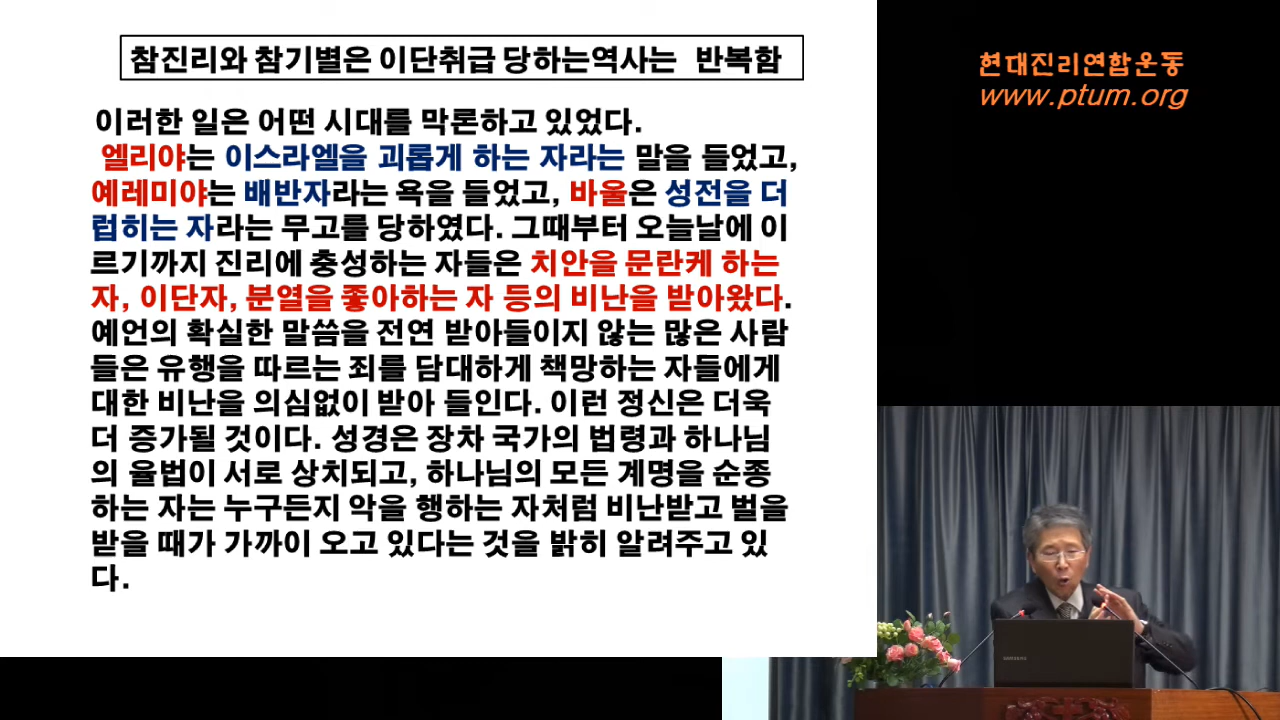 참진리와 참기별은 이단취급 당하는역사는 반복함
이러한 일은 어떤 시대를 막론하고 있었다.
엘리야는 이스라엘을 괴롭게 하는 자라는 말을 들었고,
예레미야는 배반자라는 욕을 들었고, 바울은 성전을 더
럽히는 자라는 무고를 당하였다. 그때부터 오늘날에 이
르기까지 진리에 충성하는 자들은 치안을 문란케 하는
자, 이단자, 분열을 좋아하는 자 등의 비난을 받아왔다.
예언의 확실한 말씀을 전연 받아들이지 않는 많은 사람
들은 유행을 따르는 죄를 담대하게 책망하는 자들에게
대한 비난을 의심없이 받아 들인다. 이런 정신은 더욱
더 증가될 것이다. 성경은 장차 국가의 법령과 하나님
의 율법이 서로 상치되고, 하나님의 모든 계명을 순종
하는 자는 누구든지 악을 행하는 자처럼 비난받고 벌을
받을 때가 가까이 오고 있다는 것을 밝히 알려주고 있
다.
현대진리연합운동
www.ptum.org
SAMSUNG